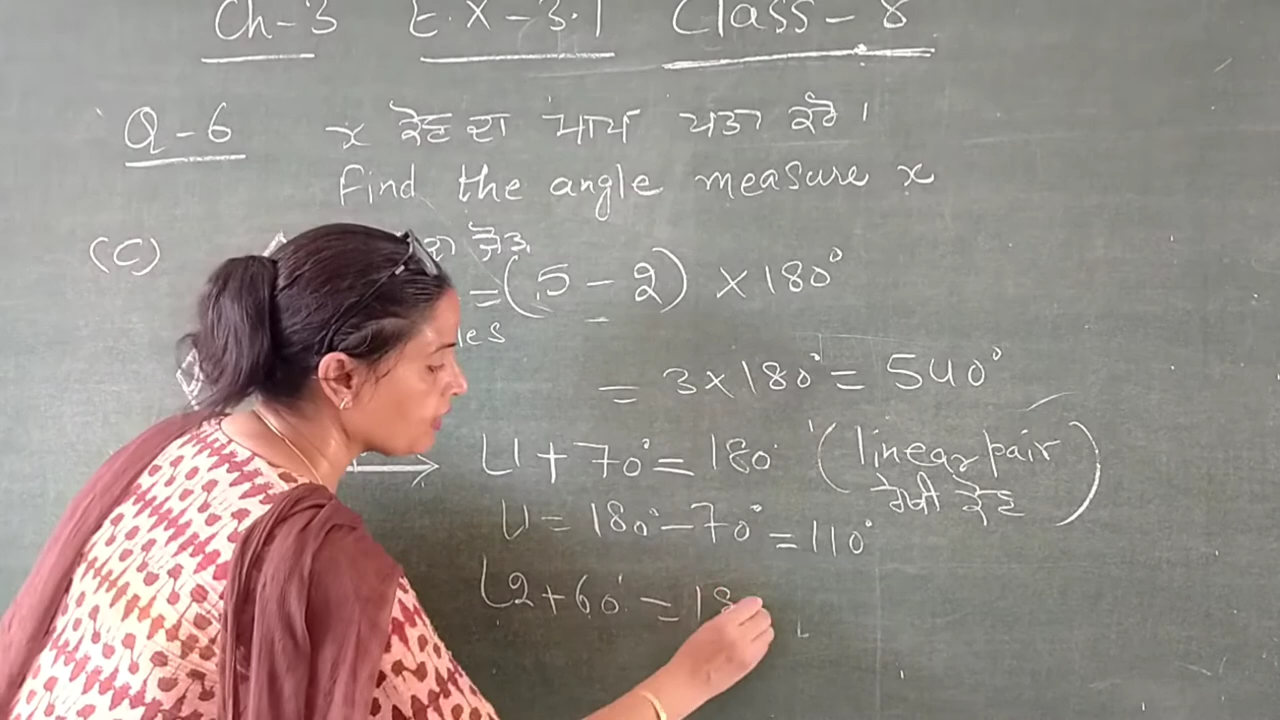 Ch-3 Ex-3.1 Class-8
Q-6 x ਕੋਣ ਦਾ ਮਾਪ ਪਤਾ ਕਰੋ।
Find the angle measure x
(C) ਦਾ ਜੋੜ
=(5-2) ×180°
les
= 3×180° = 540°
∠1+70°=180° (linear pair
ਰੇਖੀ ਕੋਣ)
∠1=180°-70°=110°
∠2+60°=18